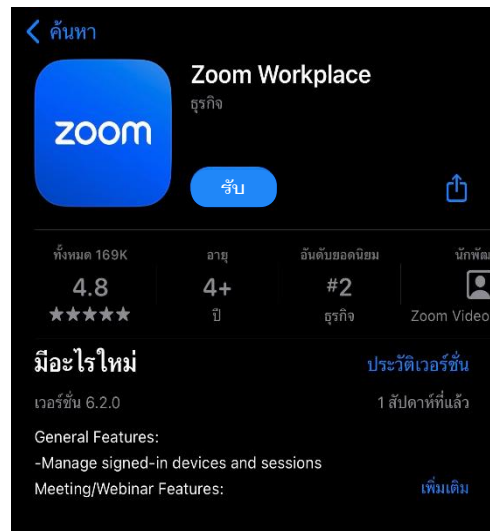 ค้นหา
Zoom Workplace
ธุรกิจ
zoom
รับ
ทั้งหมด 169K
อายุ
อันดับยอดนิยม
4.8
4+
#2
ปี
ธุรกิจ
Zoom Video
มีอะไรใหม่
ประวัติเวอร์ชั่น
เวอร์ชั่น 6.2.0
1 สัปดาห์ที่แล้ว
General Features:
-Manage signed-in devices and sessions
Meeting/Webinar Features:
เพิ่มเติม